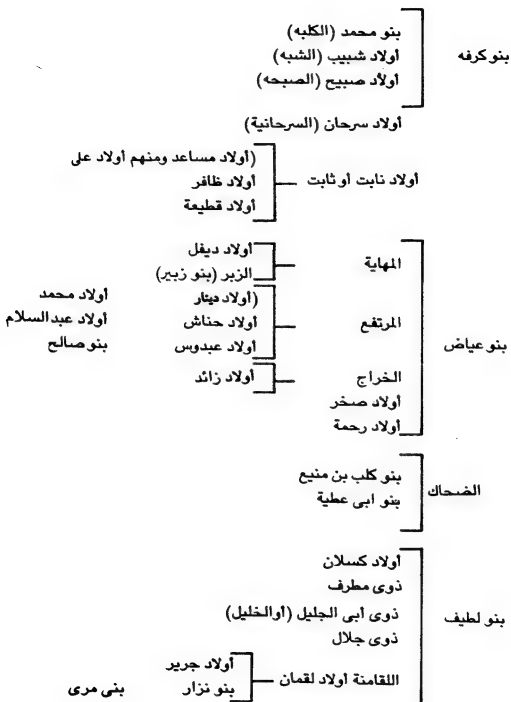 بنو محمد (الكلبه)
بنو كرفه أولاد شبيب (الشبه)
أولاد صبيح (الصبحه)
أولاد سرحان (السرحانية)
(أولاد مساعد ومنهم أولاد على
أولاد نابت أو ثابت أولاد ظافر
أولاد قطيعة
أولاد ديفل
المهاية الزبر (بنو زبير)
(أولاد دينار أولاد محمد
بنو عياض المرتفع أولاد حناش أولاد عبد السلام
أولاد عبدوس بنو صالح
الخراج أولاد زائد
أولاد صخر
أولاد رحمة
بنو كلب بن منيع
الضحاك بنو ابى عطية
أولاد كسلان
ذوى مطرف
بنو لطيف ذوى أبى الجليل (أوالخليل)
ذوى جلال
أولاد جرير
اللقامنة أولاد لقمان بنو نزار بنى مرى